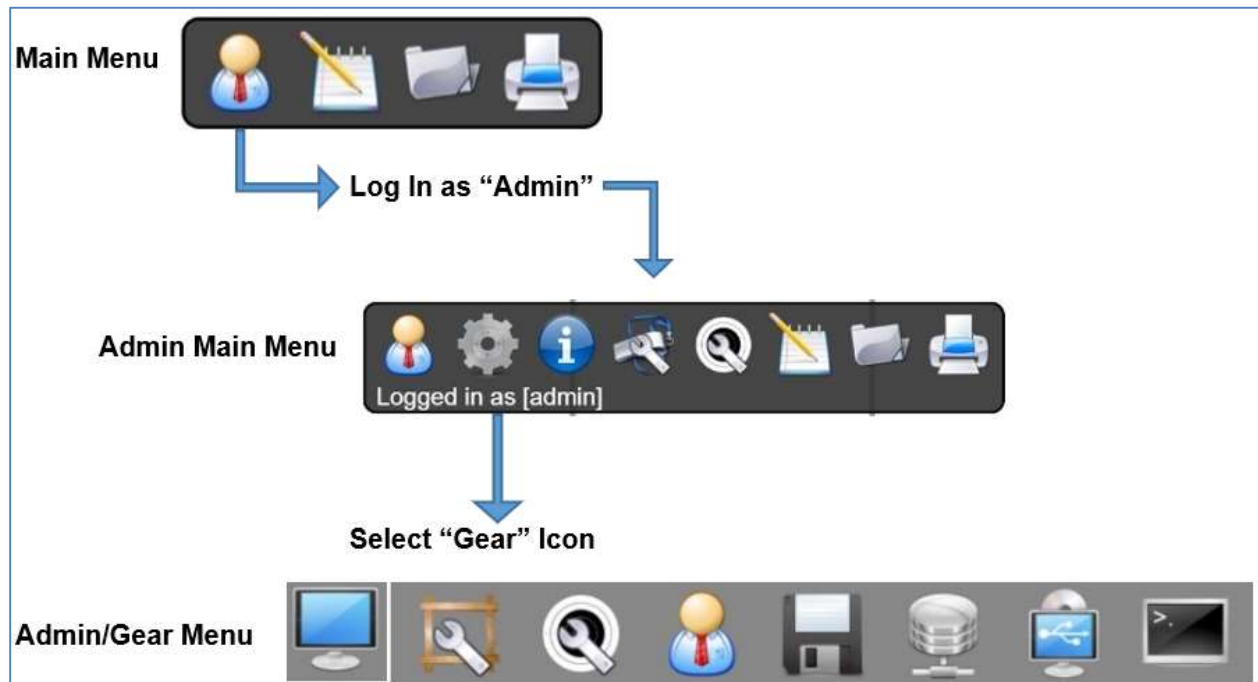 Main Menu
Log In as “Admin”
Admin Main Menu
Logged in as [admin]
Select “Gear” Icon
Admin/Gear Menu
>.